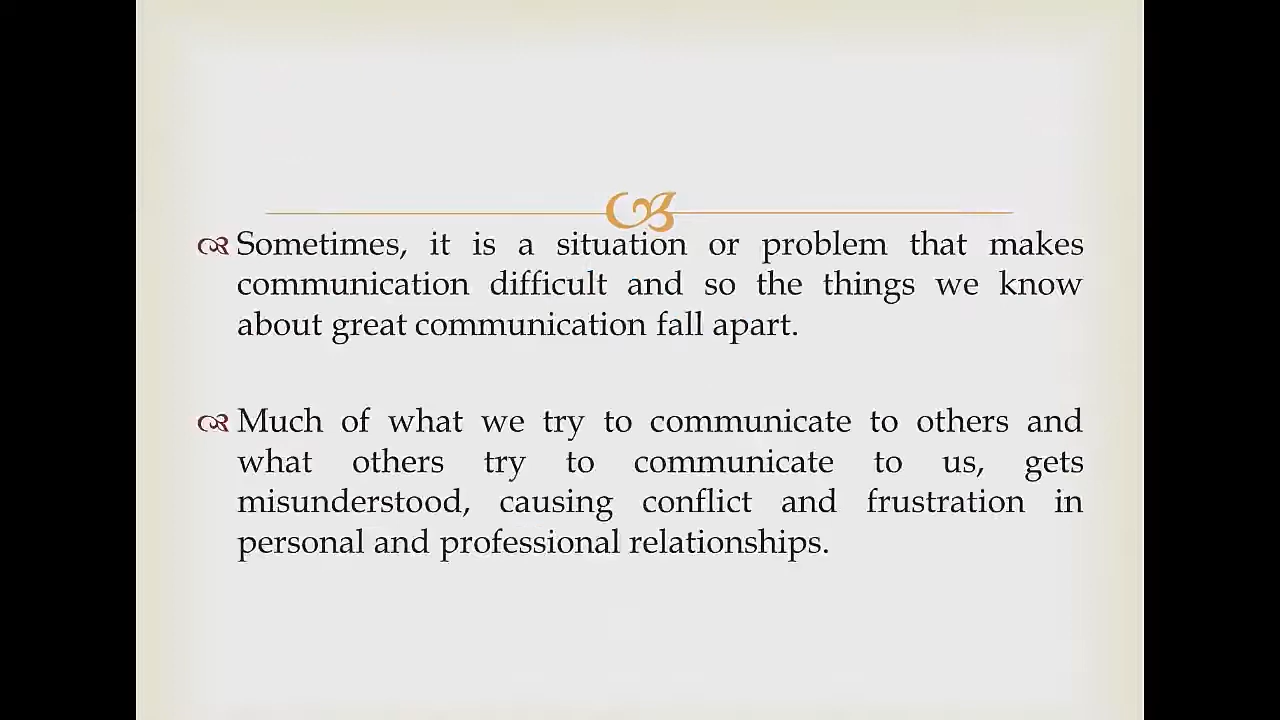 Sometimes, it is a situation or problem that makes
communication difficult and so the things we know
about great communication fall apart.
Much of what we try to communicate to others and
what others try to communicate to us, gets
misunderstood, causing conflict and frustration in
personal and professional relationships.